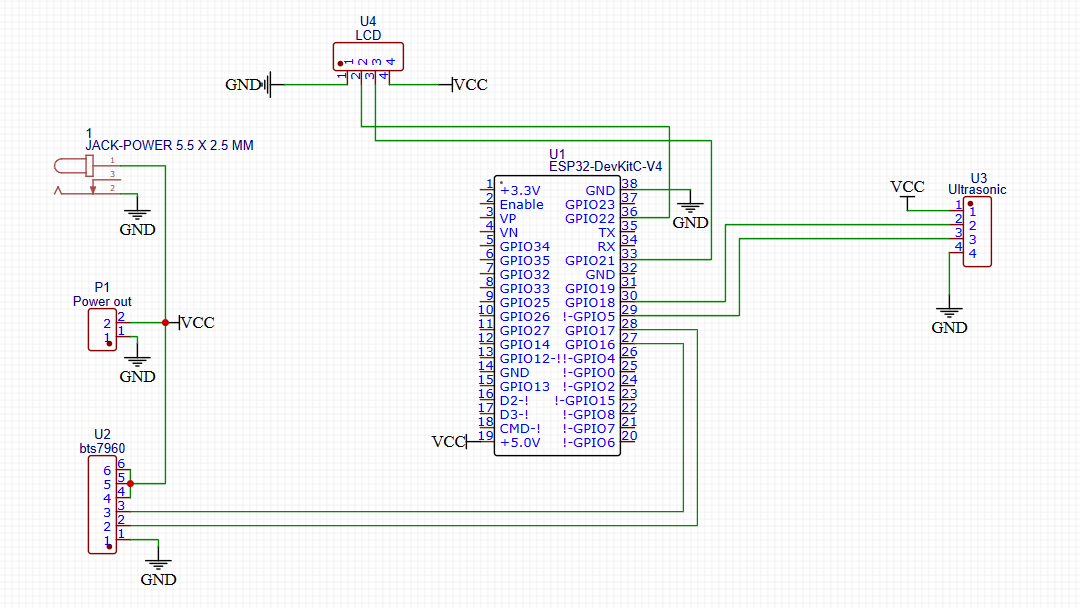 U4
LCD
1 2 3 4
1 2 3 4
GND
VCC
1
JACK-POWER 5.5 X 2.5 MM
1
3
2
GND
P1
Power out
2 2
1 1
VCC
GND
U2
bts7960
6 6
5 5
4 4
3 3
2 2
1 1
GND
U1
ESP32-DevKitC-V4
1 +3.3V GND 38
2 Enable GPIO23 37
3 VP GPIO22 36
4 VN TX 35
5 GPIO34 RX 34
6 GPIO35 GPIO21 33
7 GPIO32 GND 32
8 GPIO33 GPIO19 31
9 GPIO25 GPIO18 30
10 GPIO26 !-GPIO5 29
11 GPIO27 GPIO17 28
12 GPIO14 GPIO16 27
13 GPIO12-!!-GPIO4 26
14 GND !-GPIO0 25
15 GPIO13 !-GPIO2 24
16 D2-! !-GPIO15 23
17 D3-! !-GPIO8 22
18 CMD-! !-GPIO7 21
19 +5.0V !-GPIO6 20
VCC
GND
VCC
U3
Ultrasonic
1 1
2 2
3 3
4 4
GND